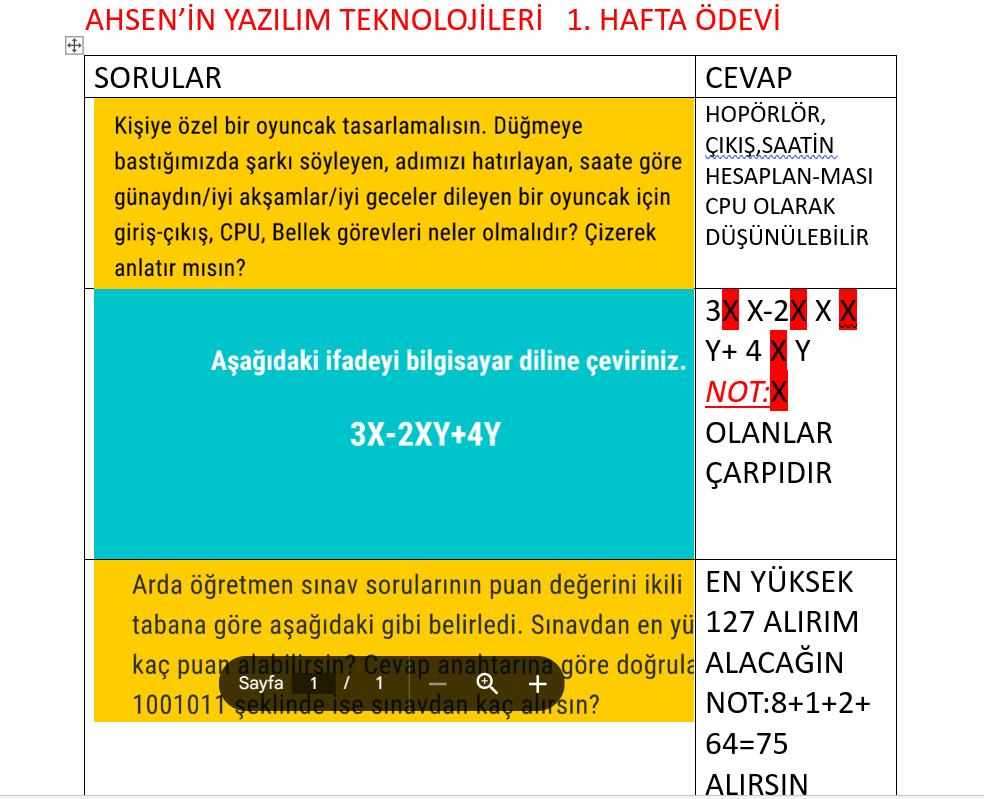 AHSEN’İN YAZILIM TEKNOLOJİLERİ 1. HAFTA ÖDEVİ
SORULAR
CEVAP
Kişiye özel bir oyuncak tasarlamalısın. Düğmeye
bastığımızda şarkı söyleyen, adımızı hatırlayan, saate göre
günaydın/iyi akşamlar/iyi geceler dileyen bir oyuncak için
giriş-çıkış, CPU, Bellek görevleri neler olmalıdır? Çizerek
anlatır mısın?
HOPÖRLÖR,
ÇIKIŞ,SAATİN
HESAPLAN-MASI
CPU OLARAK
DÜŞÜNÜLEBİLİR
Aşağıdaki ifadeyi bilgisayar diline çeviriniz.
3X-2XY+4Y
3X X-2X X X
Y+ 4 X Y
NOT:X
OLANLAR
ÇARPIDIR
Arda öğretmen sınav sorularının puan değerini ikili
tabana göre aşağıdaki gibi belirledi. Sınavdan en yü
kaç puan alabilirsin? Cevap anahtarına göre doğrula
1001011 şeklinde ise sınavdan kaç alırsın?
Sayfa 1 / 1
EN YÜKSEK
127 ALIRIM
ALACAĞIN
NOT:8+1+2+
64=75
ALIRSIN